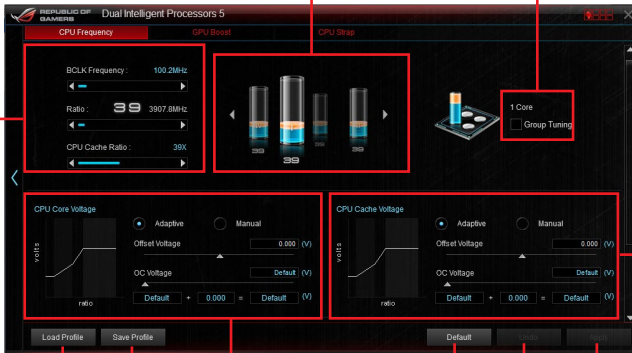 REPUBLIC OF GAMERS
Dual Intelligent Processors 5
CPU Frequency
GPU Boost
CPU Strap
BCLK Frequency : 100.2MHz
Ratio : 39 3907.8MHz
CPU Cache Ratio : 39X
39
39
39
1 Core
Group Tuning
CPU Core Voltage
Adaptive
Manual
volts
Offset Voltage 0.000 (V)
OC Voltage Default (V)
Default + 0.000 = Default (V)
ratio
CPU Cache Voltage
Adaptive
Manual
volts
Offset Voltage 0.000 (V)
OC Voltage Default (V)
Default + 0.000 = Default (V)
ratio
Load Profile
Save Profile
Default
Undo